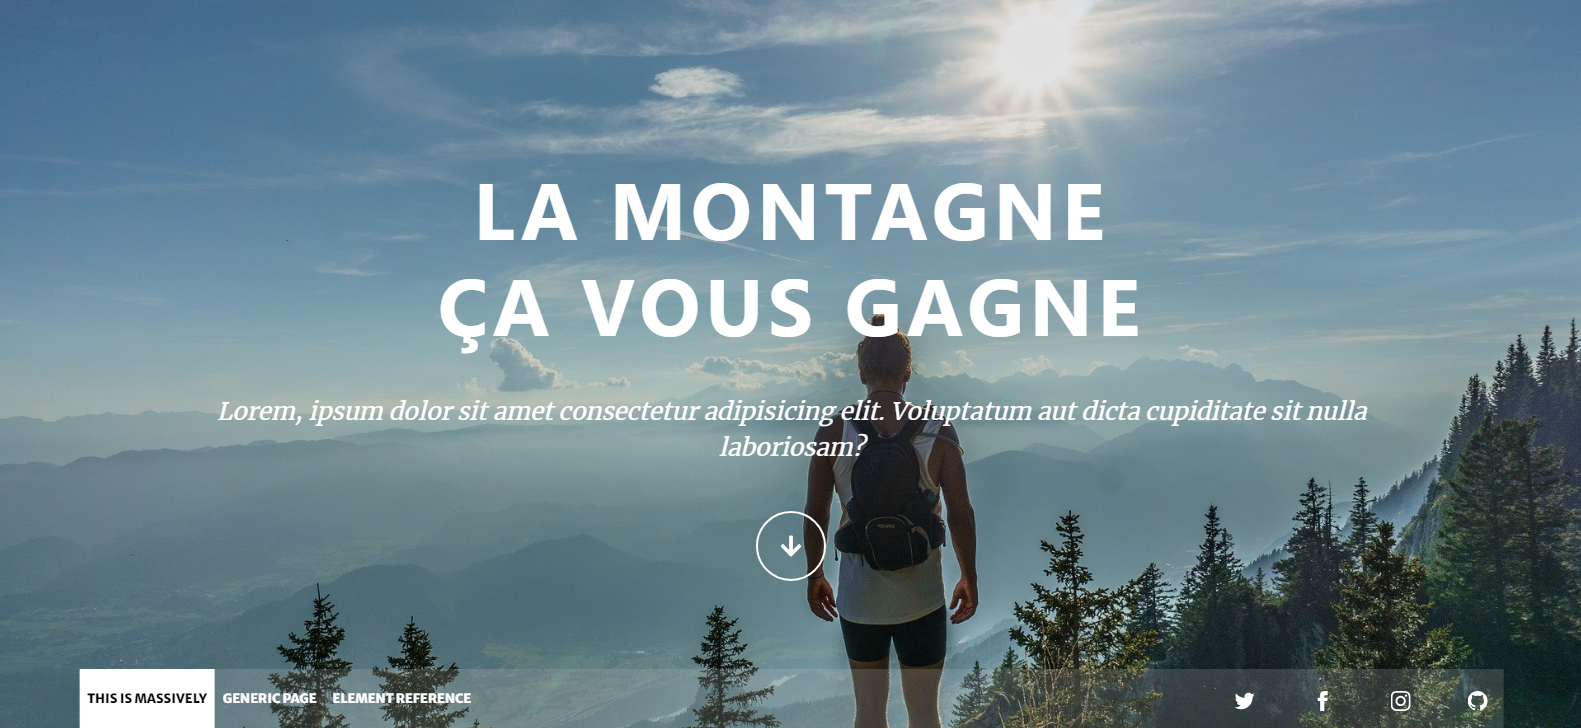 LA MONTAGNE
ÇA VOUS GAGNE
Lorem, ipsum dolor sit amet consectetur adipisicing elit. Voluptatum aut dicta cupiditate sit nulla
laboriosam?
THIS IS MASSIVELY GENERIC PAGE ELEMENT REFERENCE